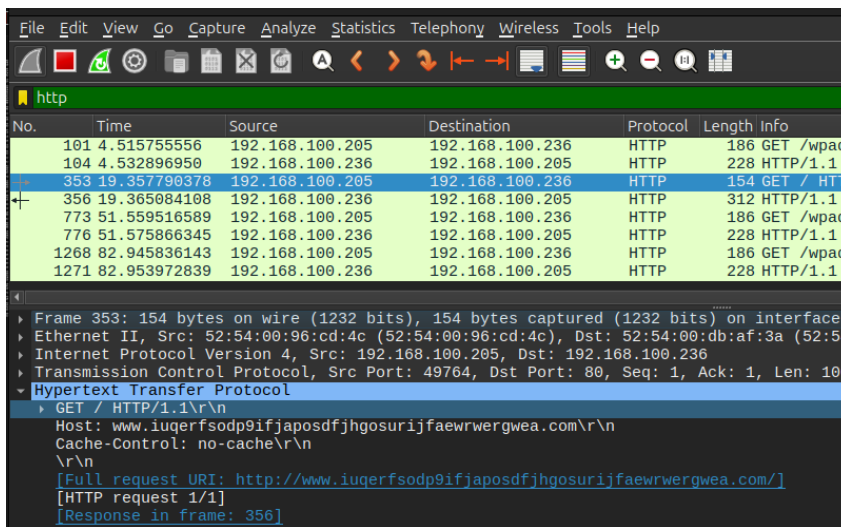 File Edit View Go Capture Analyze Statistics Telephony Wireless Tools Help
http
No. Time Source Destination Protocol Length Info
101 4.515755556 192.168.100.205 192.168.100.236 HTTP 186 GET /wpad
104 4.532896950 192.168.100.236 192.168.100.205 HTTP 228 HTTP/1.1
353 19.357790378 192.168.100.205 192.168.100.236 HTTP 154 GET / HT
356 19.365084108 192.168.100.236 192.168.100.205 HTTP 312 HTTP/1.1
773 51.559516589 192.168.100.205 192.168.100.236 HTTP 186 GET /wpad
776 51.575866345 192.168.100.236 192.168.100.205 HTTP 228 HTTP/1.1
1268 82.945836143 192.168.100.205 192.168.100.236 HTTP 186 GET /wpad
1271 82.953972839 192.168.100.236 192.168.100.205 HTTP 228 HTTP/1.1
Frame 353: 154 bytes on wire (1232 bits), 154 bytes captured (1232 bits) on interface
Ethernet II, Src: 52:54:00:96:cd:4c (52:54:00:96:cd:4c), Dst: 52:54:00:db:af:3a (52:5
Internet Protocol Version 4, Src: 192.168.100.205, Dst: 192.168.100.236
Transmission Control Protocol, Src Port: 49764, Dst Port: 80, Seq: 1, Ack: 1, Len: 10
Hypertext Transfer Protocol
GET / HTTP/1.1\r\n
Host: www.iuqerfsodp9ifjaposdfjhgosurijfaewrwergwea.com\r\n
Cache-Control: no-cache\r\n
\r\n
[Full request URI: http://www.iuqerfsodp9ifjaposdfjhgosurijfaewrwergwea.com/]
[HTTP request 1/1]
[Response in frame: 356]